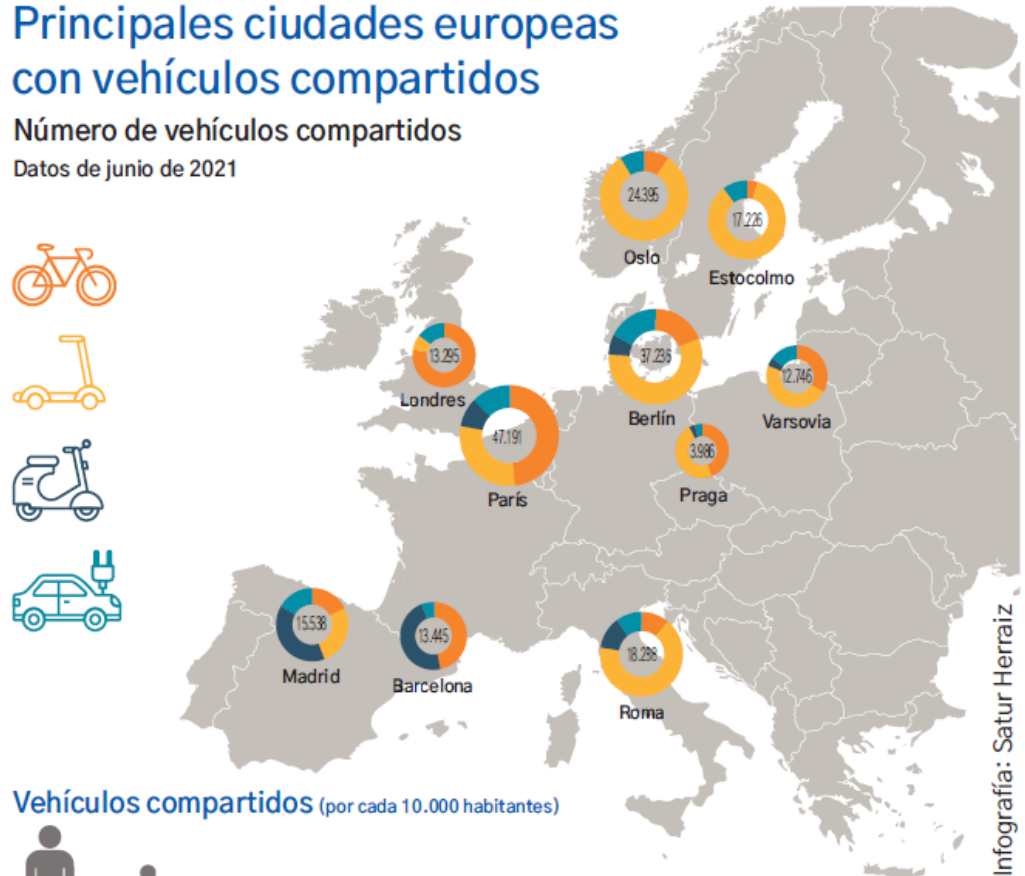 Principales ciudades europeas
con vehículos compartidos
Número de vehículos compartidos
Datos de junio de 2021
24.395
Oslo
17.226
Estocolmo
13.295
Londres
37.236
Berlín
12.746
Varsovia
47.191
París
3.986
Praga
15.538
Madrid
13.445
Barcelona
18.238
Roma
Vehículos compartidos (por cada 10.000 habitantes)
Infografía: Satur Herraiz